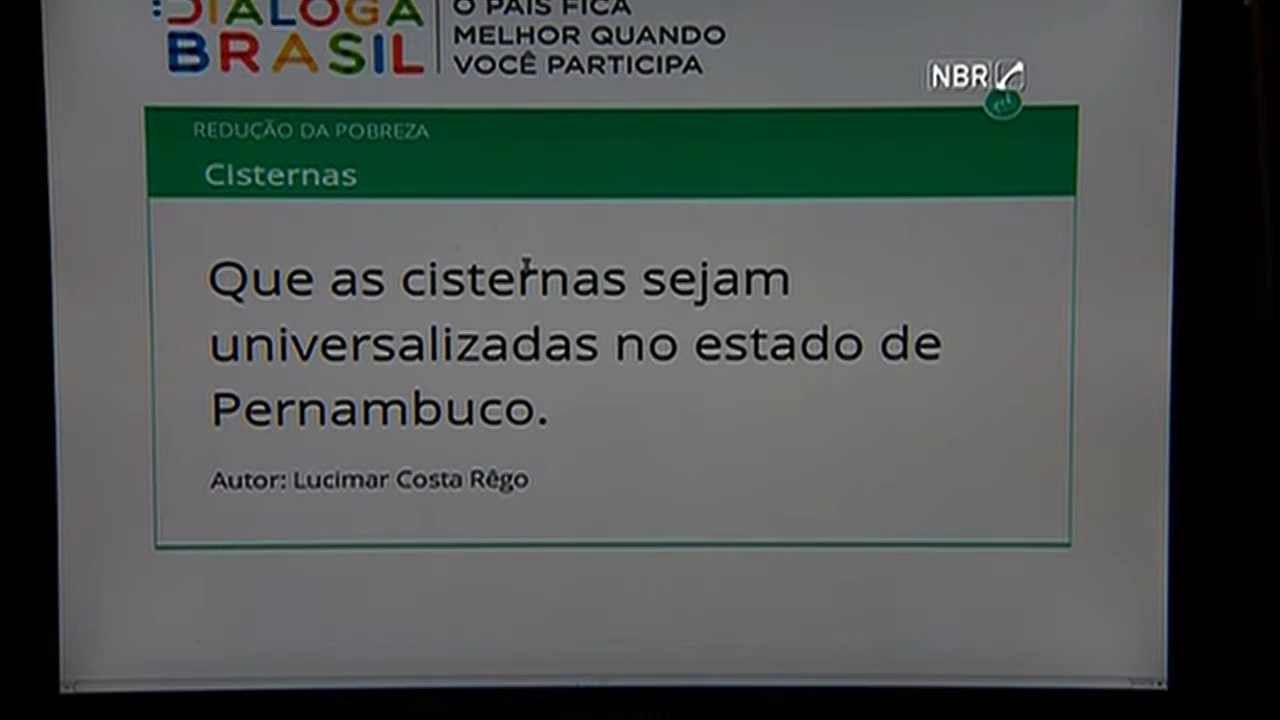 DIALOGA
BRASIL
O PAÍS FICA
MELHOR QUANDO
VOCÊ PARTICIPA
NBR
REDUÇÃO DA POBREZA
Cisternas
Que as cisternas sejam
universalizadas no estado de
Pernambuco.
Autor: Lucimar Costa Rêgo